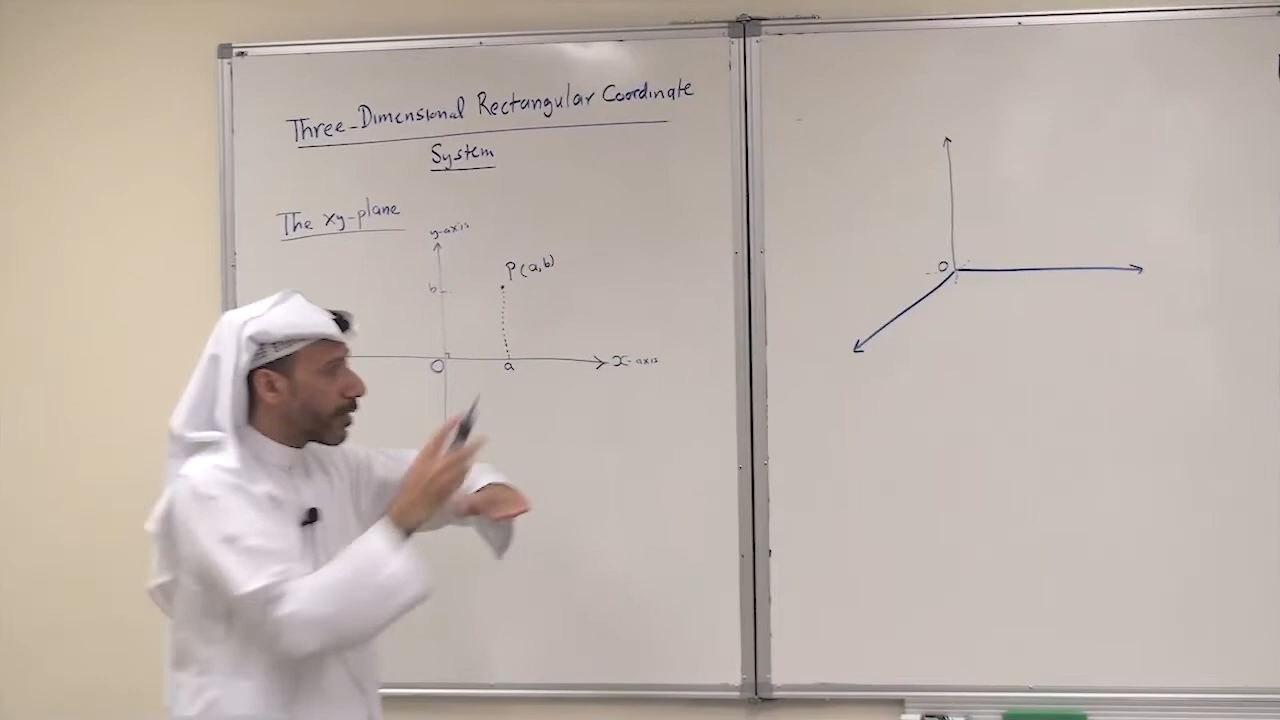 Three-Dimensional Rectangular Coordinate
System
The xy-plane
y-axis
P(a,b)
b
O
a
x-axis
O